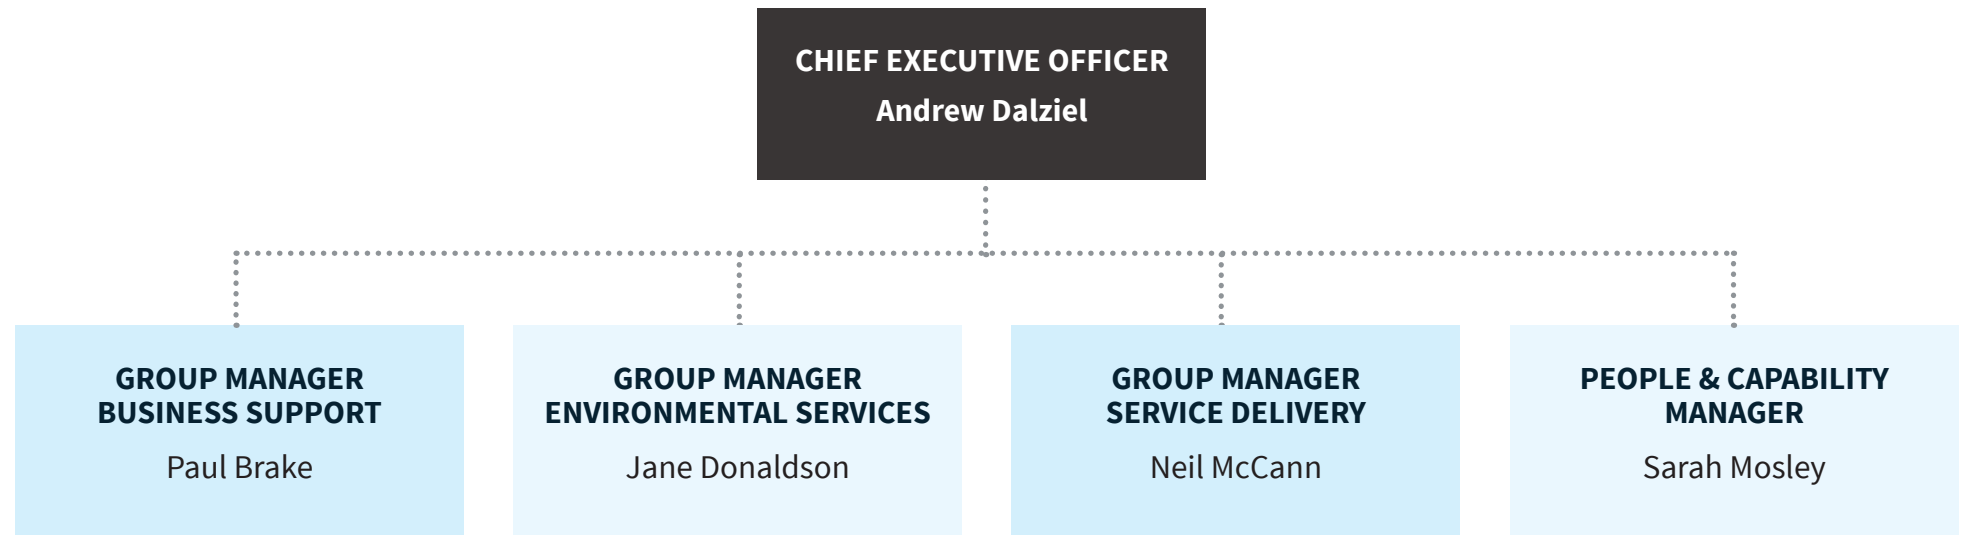 CHIEF EXECUTIVE OFFICER
Andrew Dalziel
GROUP MANAGER
BUSINESS SUPPORT
Paul Brake
GROUP MANAGER
ENVIRONMENTAL SERVICES
Jane Donaldson
GROUP MANAGER
SERVICE DELIVERY
Neil McCann
PEOPLE & CAPABILITY
MANAGER
Sarah Mosley